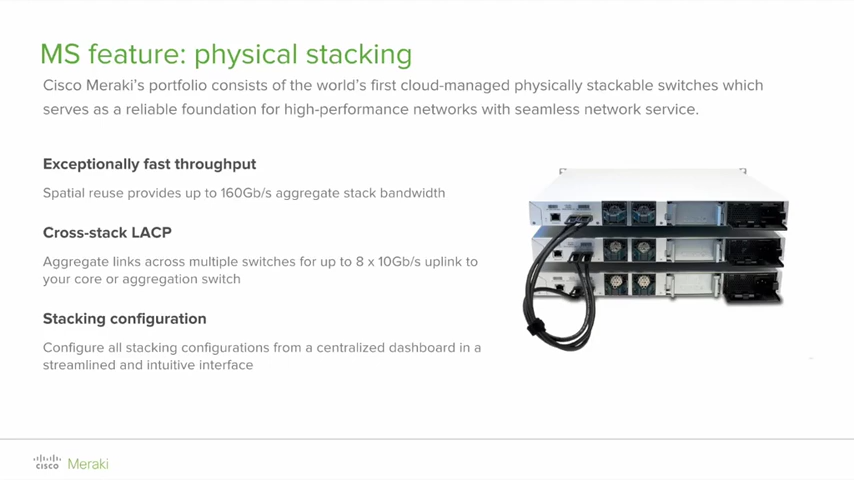 MS feature: physical stacking
Cisco Meraki's portfolio consists of the world's first cloud-managed physically stackable switches which
serves as a reliable foundation for high-performance networks with seamless network service.
Exceptionally fast throughput
Spatial reuse provides up to 160Gb/s aggregate stack bandwidth
Cross-stack LACP
Aggregate links across multiple switches for up to 8 x 10Gb/s uplink to
your core or aggregation switch
Stacking configuration
Configure all stacking configurations from a centralized dashboard in a
streamlined and intuitive interface
cisco Meraki